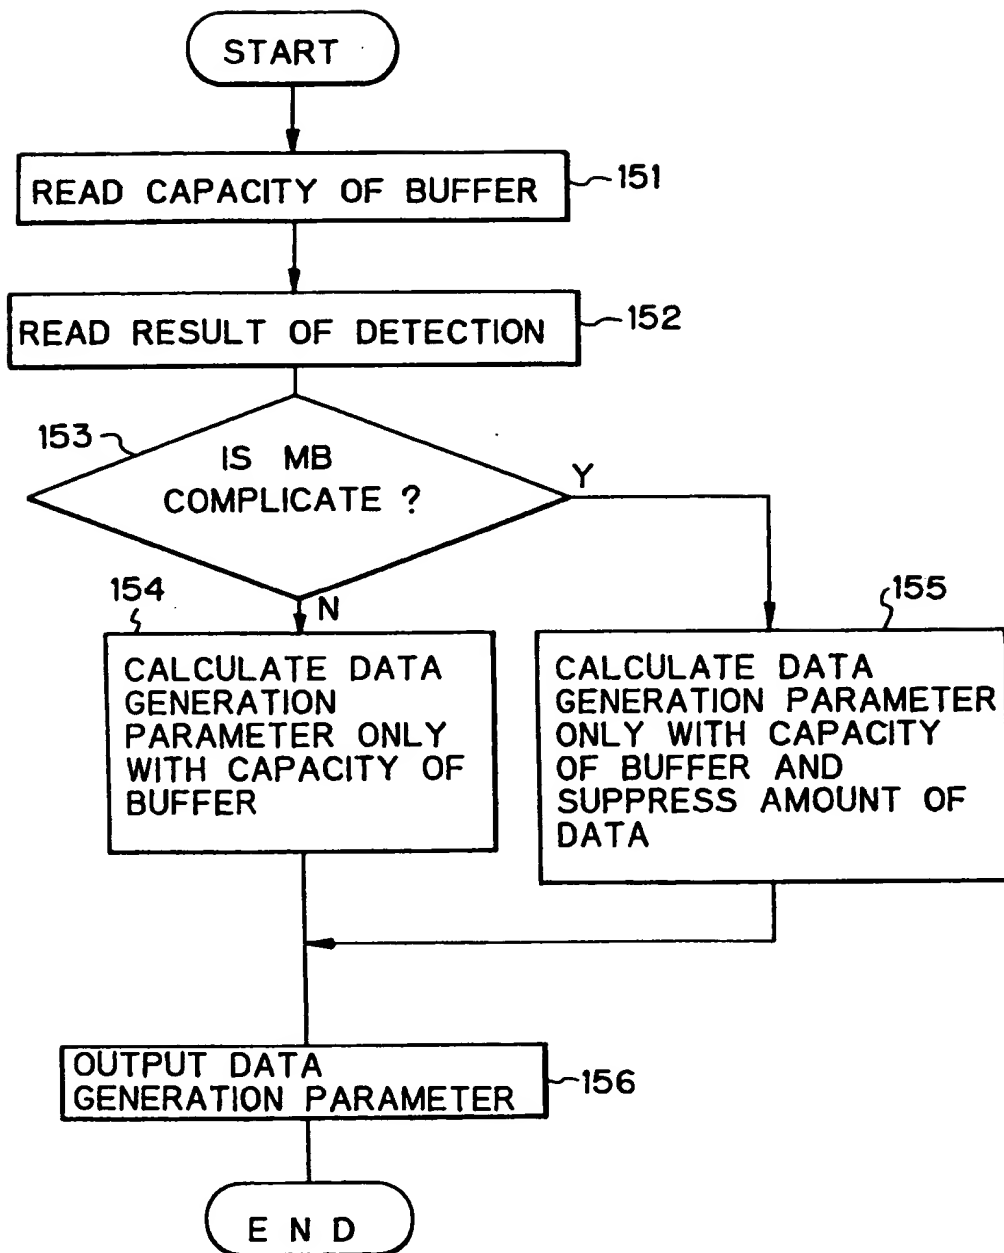 START
READ CAPACITY OF BUFFER
151
READ RESULT OF DETECTION
152
153
IS MB
COMPLICATE ?
Y
N
154
CALCULATE DATA
GENERATION
PARAMETER ONLY
WITH CAPACITY OF
BUFFER
155
CALCULATE DATA
GENERATION PARAMETER
ONLY WITH CAPACITY
OF BUFFER AND
SUPPRESS AMOUNT OF
DATA
OUTPUT DATA
GENERATION PARAMETER
156
END